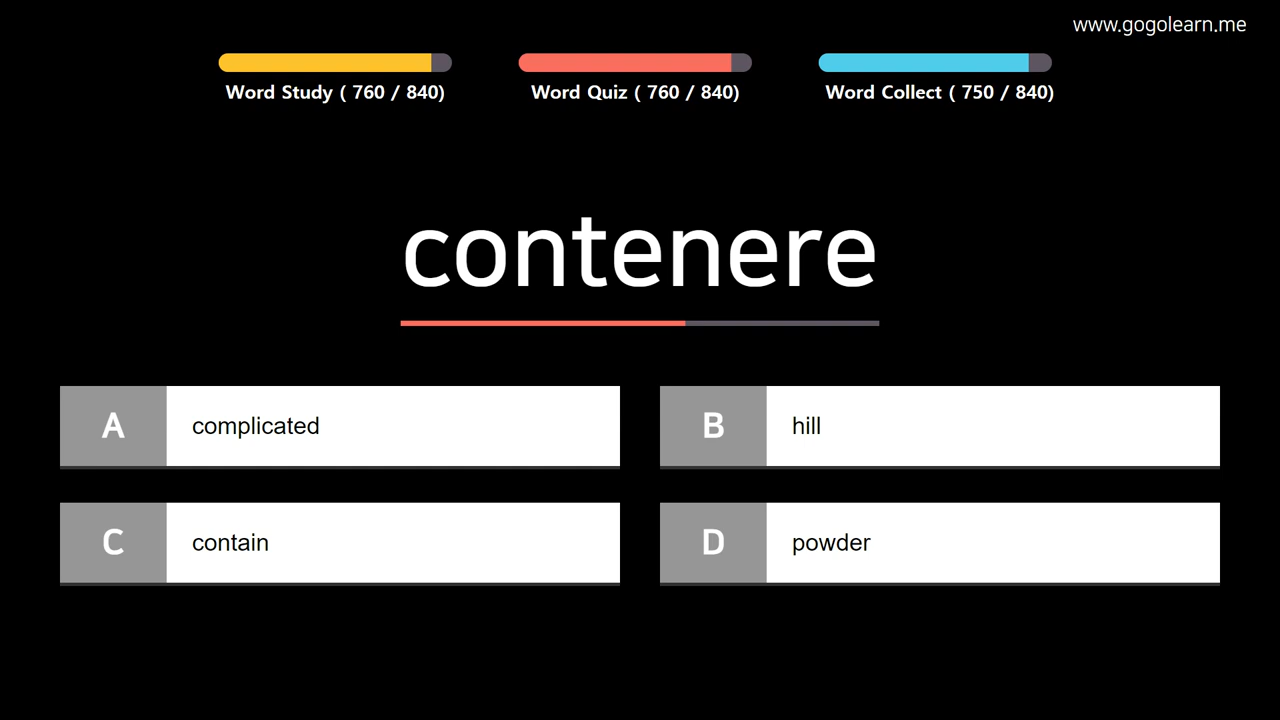 www.gogolearn.me
Word Study ( 760 / 840)
Word Quiz ( 760 / 840)
Word Collect ( 750 / 840)
contenere
A complicated
B hill
C contain
D powder